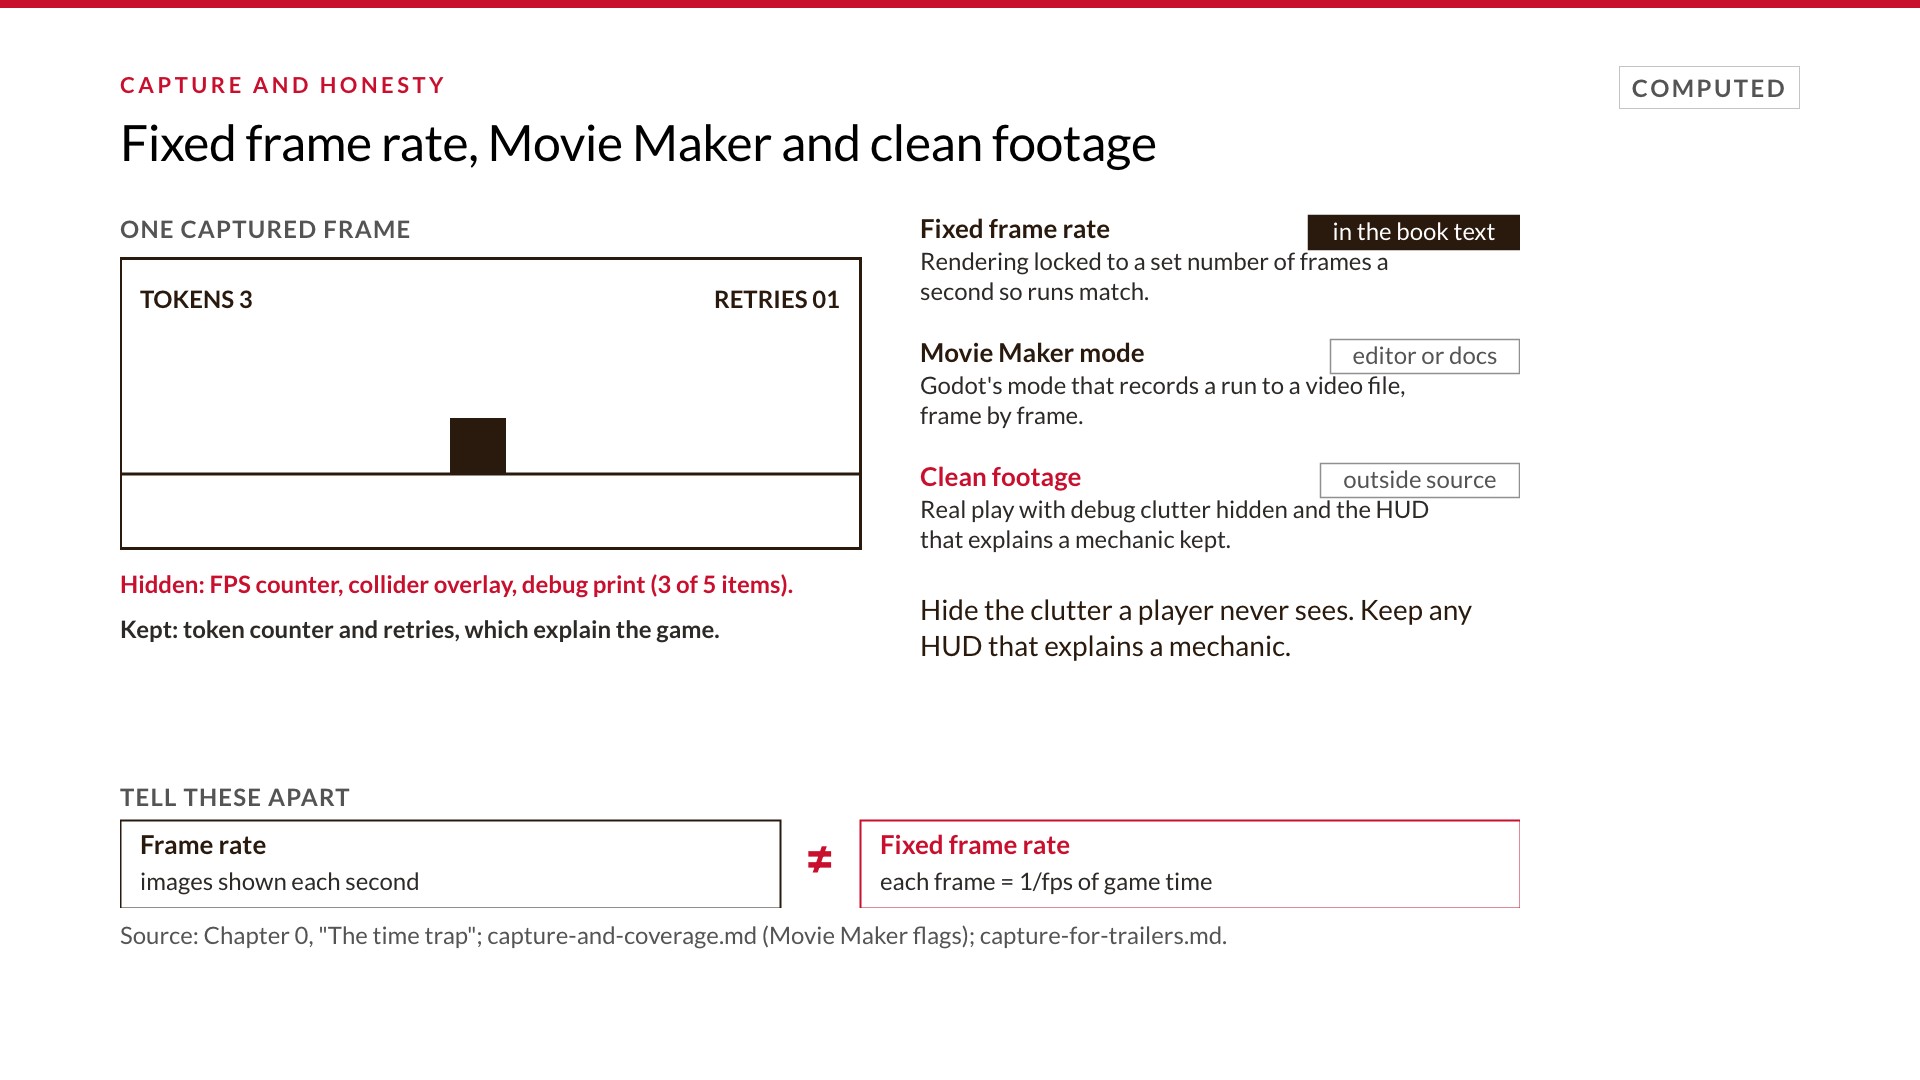 CAPTURE AND HONESTY
COMPUTED
Fixed frame rate, Movie Maker and clean footage
ONE CAPTURED FRAME
TOKENS 3
RETRIES 01
Hidden: FPS counter, collider overlay, debug print (3 of 5 items).
Kept: token counter and retries, which explain the game.
Fixed frame rate
in the book text
Rendering locked to a set number of frames a
second so runs match.
Movie Maker mode
editor or docs
Godot's mode that records a run to a video file,
frame by frame.
Clean footage
outside source
Real play with debug clutter hidden and the HUD
that explains a mechanic kept.
Hide the clutter a player never sees. Keep any
HUD that explains a mechanic.
TELL THESE APART
Frame rate
images shown each second
≠
Fixed frame rate
each frame = 1/fps of game time
Source: Chapter 0, "The time trap"; capture-and-coverage.md (Movie Maker flags); capture-for-trailers.md.